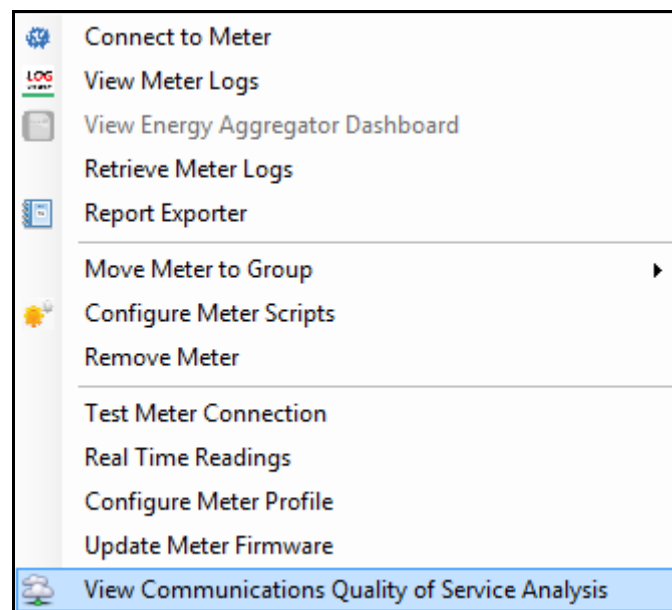 Connect to Meter
LOG
View Meter Logs
View Energy Aggregator Dashboard
Retrieve Meter Logs
Report Exporter
Move Meter to Group
Configure Meter Scripts
Remove Meter
Test Meter Connection
Real Time Readings
Configure Meter Profile
Update Meter Firmware
View Communications Quality of Service Analysis